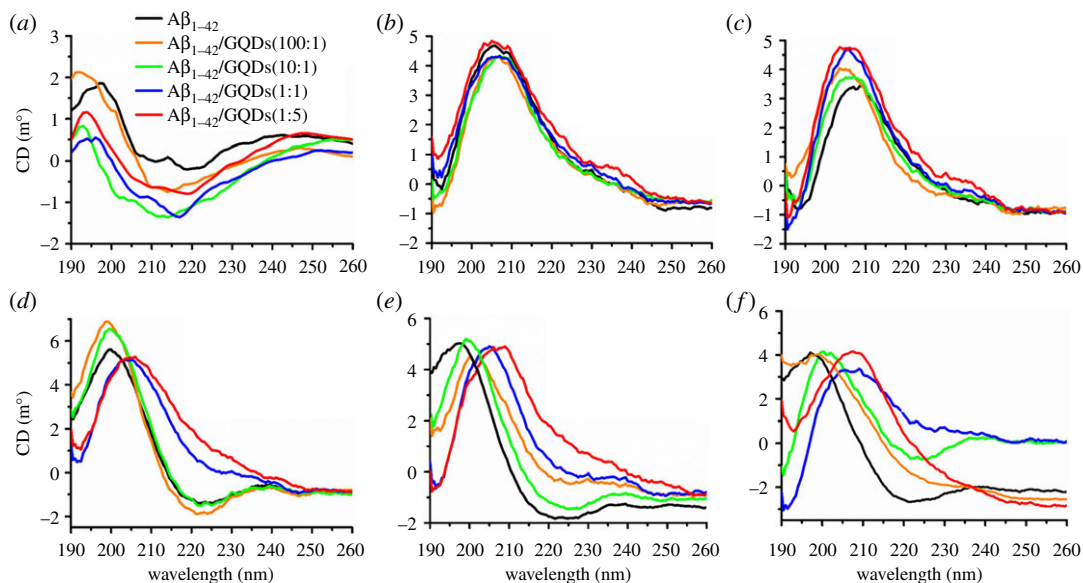 (a)
Aβ1–42
Aβ1–42/GQDs(100:1)
Aβ1–42/GQDs(10:1)
Aβ1–42/GQDs(1:1)
Aβ1–42/GQDs(1:5)
CD (m°)
3
2
1
0
−1
−2
190 200 210 220 230 240 250 260
(b)
5
4
3
2
1
0
−1
−2
190 200 210 220 230 240 250 260
(c)
5
4
3
2
1
0
−1
−2
190 200 210 220 230 240 250 260
(d)
CD (m°)
6
4
2
0
−2
190 200 210 220 230 240 250 260
wavelength (nm)
(e)
6
4
2
0
−2
190 200 210 220 230 240 250 260
wavelength (nm)
(f)
6
4
2
0
−2
190 200 210 220 230 240 250 260
wavelength (nm)